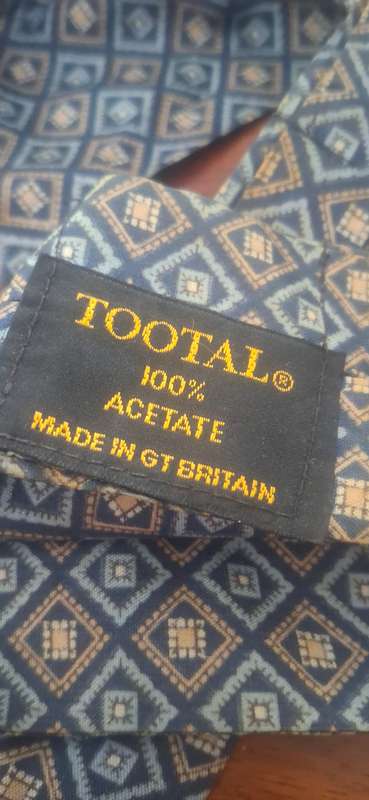 TOOTAL®
100%
ACETATE
MADE IN GT BRITAIN